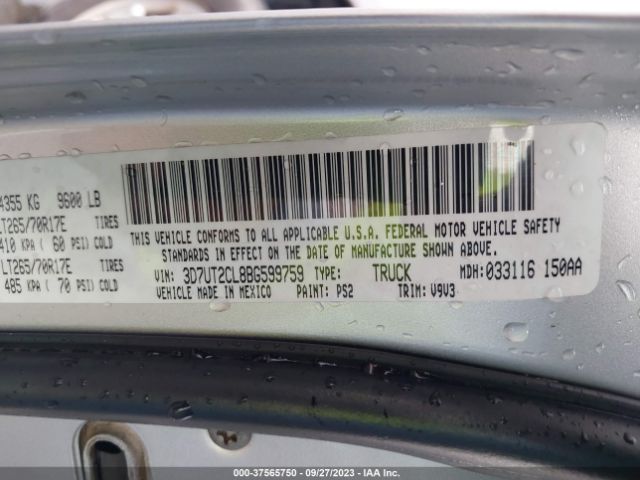 4355 KG 9600 LB
LT265/70R17E TIRES
410 KPA ( 60 PSI) COLD
LT265/70R17E TIRES
485 KPA ( 70 PSI) COLD
THIS VEHICLE CONFORMS TO ALL APPLICABLE U.S.A. FEDERAL MOTOR VEHICLE SAFETY
STANDARDS IN EFFECT ON THE DATE OF MANUFACTURE SHOWN ABOVE.
VIN: 3D7UT2CL8BG599759 TYPE: TRUCK MDH: 033116 150AA
VEHICLE MADE IN MEXICO PAINT: PS2 TRIM: V9V3
000-37565750 - 09/27/2023 - IAA Inc.